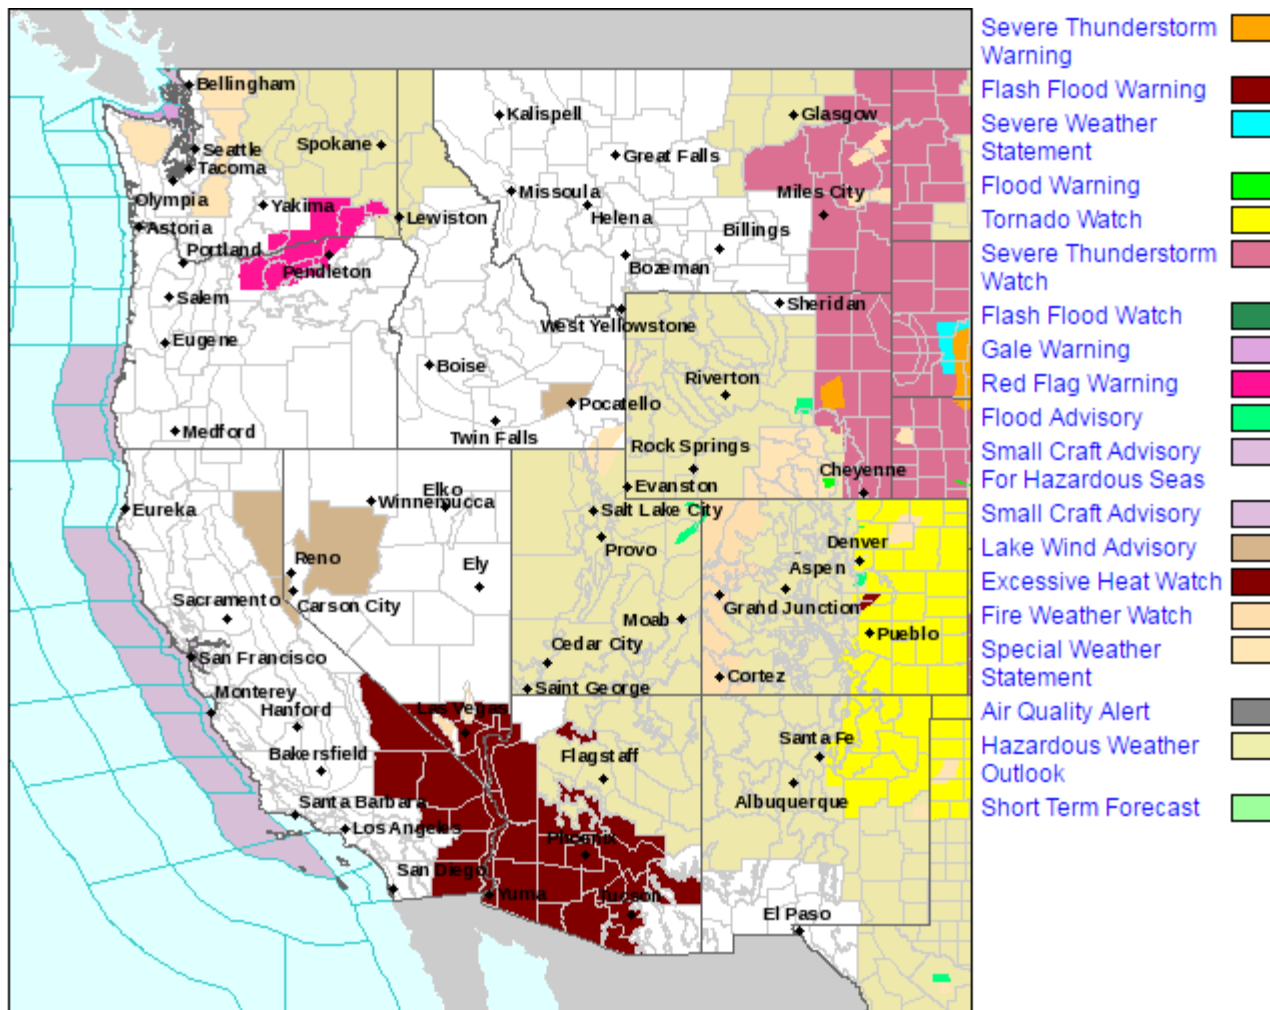 Bellingham
Seattle
Tacoma
Olympia
Yakima
Spokane
Astoria
Portland
Pendleton
Lewiston
Salem
Eugene
Medford
Kalispell
Great Falls
Missoula
Helena
Glasgow
Miles City
Billings
Bozeman
Sheridan
West Yellowstone
Boise
Pocatello
Twin Falls
Riverton
Rock Springs
Cheyenne
Evanston
Eureka
Winnemucca
Elko
Salt Lake City
Provo
Reno
Ely
Denver
Aspen
Sacramento
Carson City
Grand Junction
Moab
Pueblo
San Francisco
Cedar City
Cortez
Saint George
Monterey
Hanford
Las Vegas
Bakersfield
Flagstaff
Santa Fe
Albuquerque
Santa Barbara
Los Angeles
Phoenix
San Diego
Yuma
Tucson
El Paso
Severe Thunderstorm
Warning
Flash Flood Warning
Severe Weather
Statement
Flood Warning
Tornado Watch
Severe Thunderstorm
Watch
Flash Flood Watch
Gale Warning
Red Flag Warning
Flood Advisory
Small Craft Advisory
For Hazardous Seas
Small Craft Advisory
Lake Wind Advisory
Excessive Heat Watch
Fire Weather Watch
Special Weather
Statement
Air Quality Alert
Hazardous Weather
Outlook
Short Term Forecast